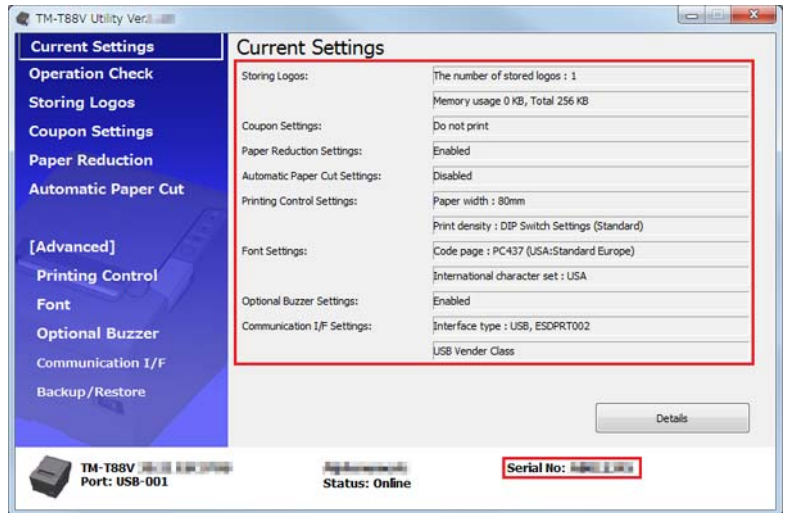 TM-T88V Utility Ver.
Current Settings
Operation Check
Storing Logos
Coupon Settings
Paper Reduction
Automatic Paper Cut
[Advanced]
Printing Control
Font
Optional Buzzer
Communication I/F
Backup/Restore
Current Settings
Storing Logos: The number of stored logos : 1
Memory usage 0 KB, Total 256 KB
Coupon Settings: Do not print
Paper Reduction Settings: Enabled
Automatic Paper Cut Settings: Disabled
Printing Control Settings: Paper width : 80mm
Print density : DIP Switch Settings (Standard)
Font Settings: Code page : PC437 (USA:Standard Europe)
International character set : USA
Optional Buzzer Settings: Enabled
Communication I/F Settings: Interface type : USB, ESDPRT002
USB Vender Class
Details
TM-T88V
Port: USB-001
Status: Online
Serial No: